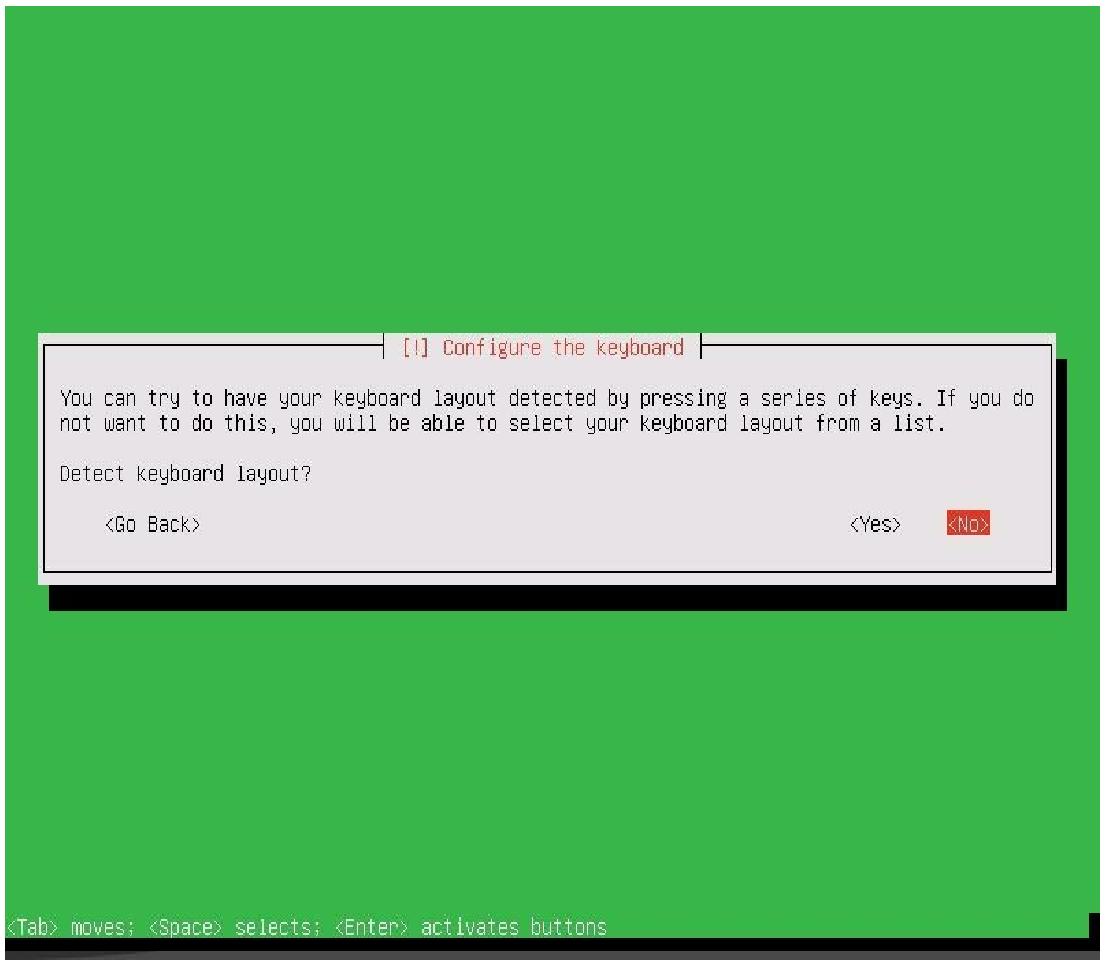 [!] Configure the keyboard
You can try to have your keyboard layout detected by pressing a series of keys. If you do
not want to do this, you will be able to select your keyboard layout from a list.
Detect keyboard layout?
<Go Back> <Yes> <No>
<Tab> moves; <Space> selects; <Enter> activates buttons